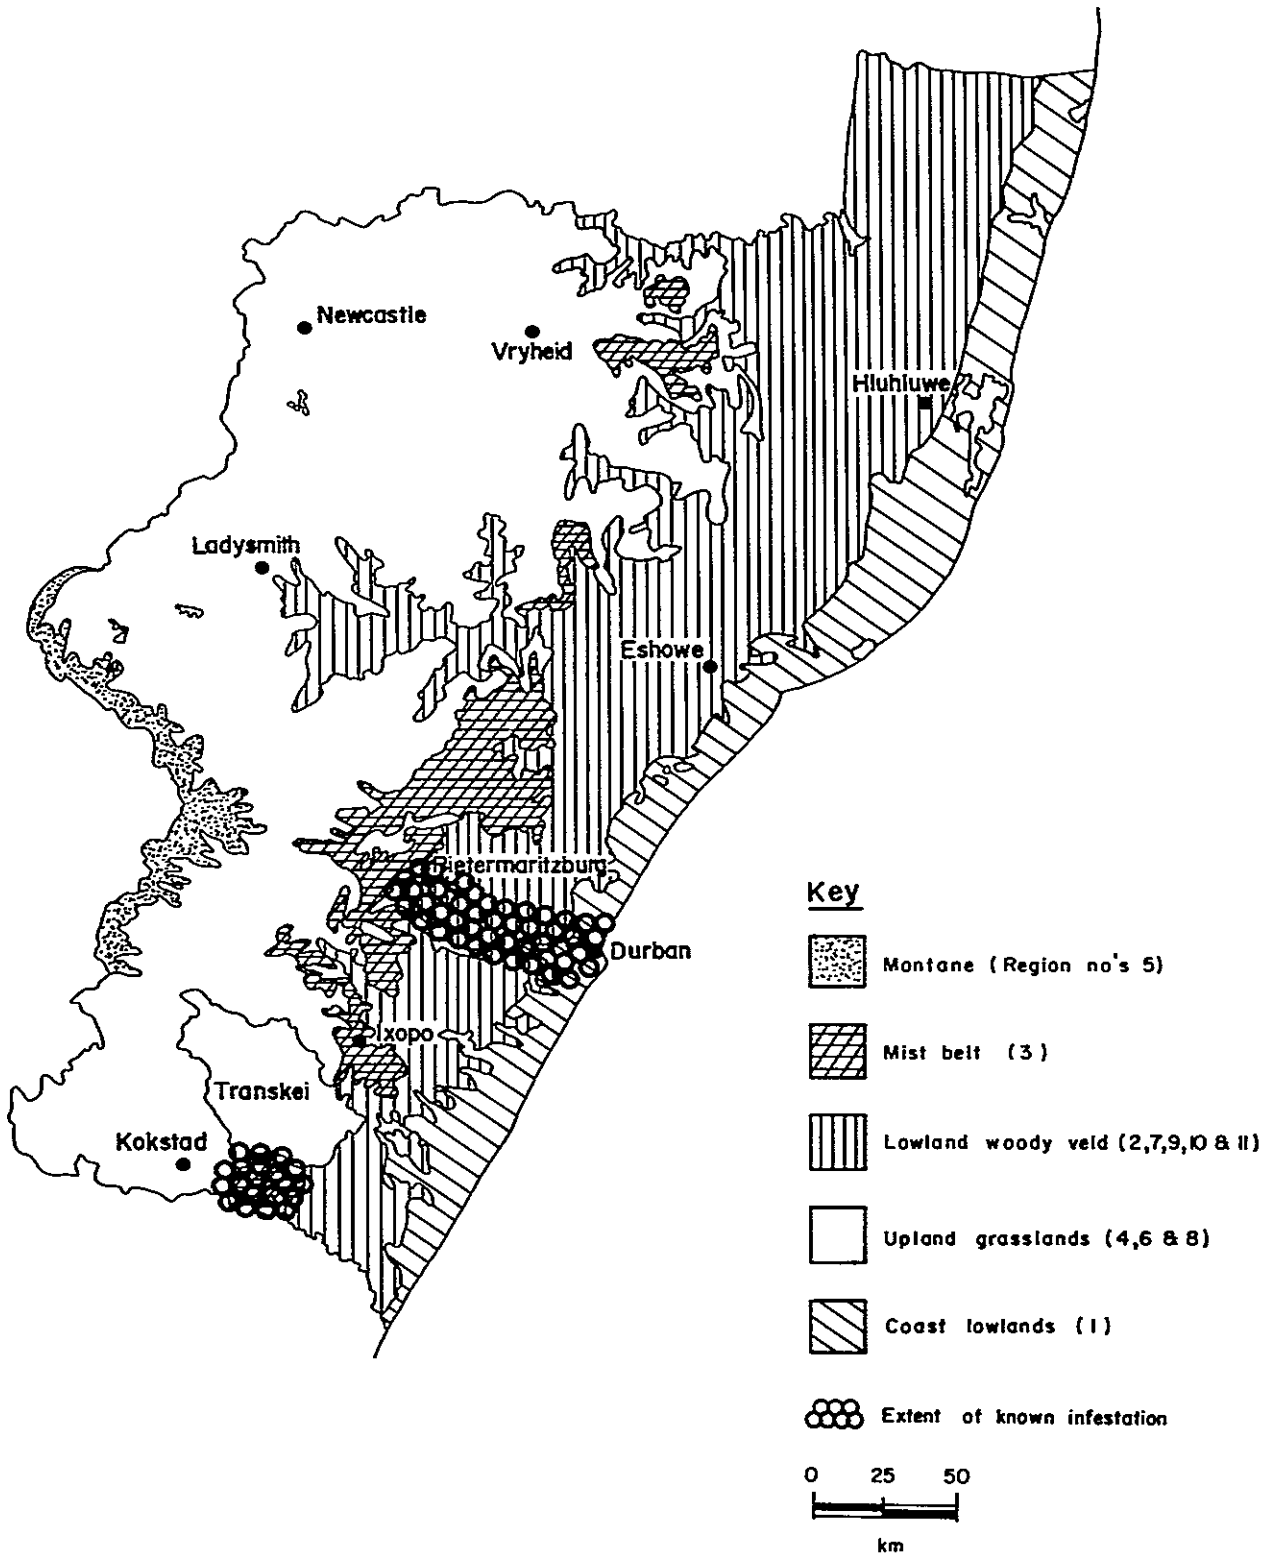 Newcastle
Vryheid
Hluhluwe
Ladysmith
Eshowe
Pietermaritzburg
Durban
Ixopo
Transkei
Kokstad
Key
Montane (Region no's 5)
Mist belt (3)
Lowland woody veld (2,7,9,10 & 11)
Upland grasslands (4,6 & 8)
Coast lowlands (1)
Extent of known infestation
0 25 50
km